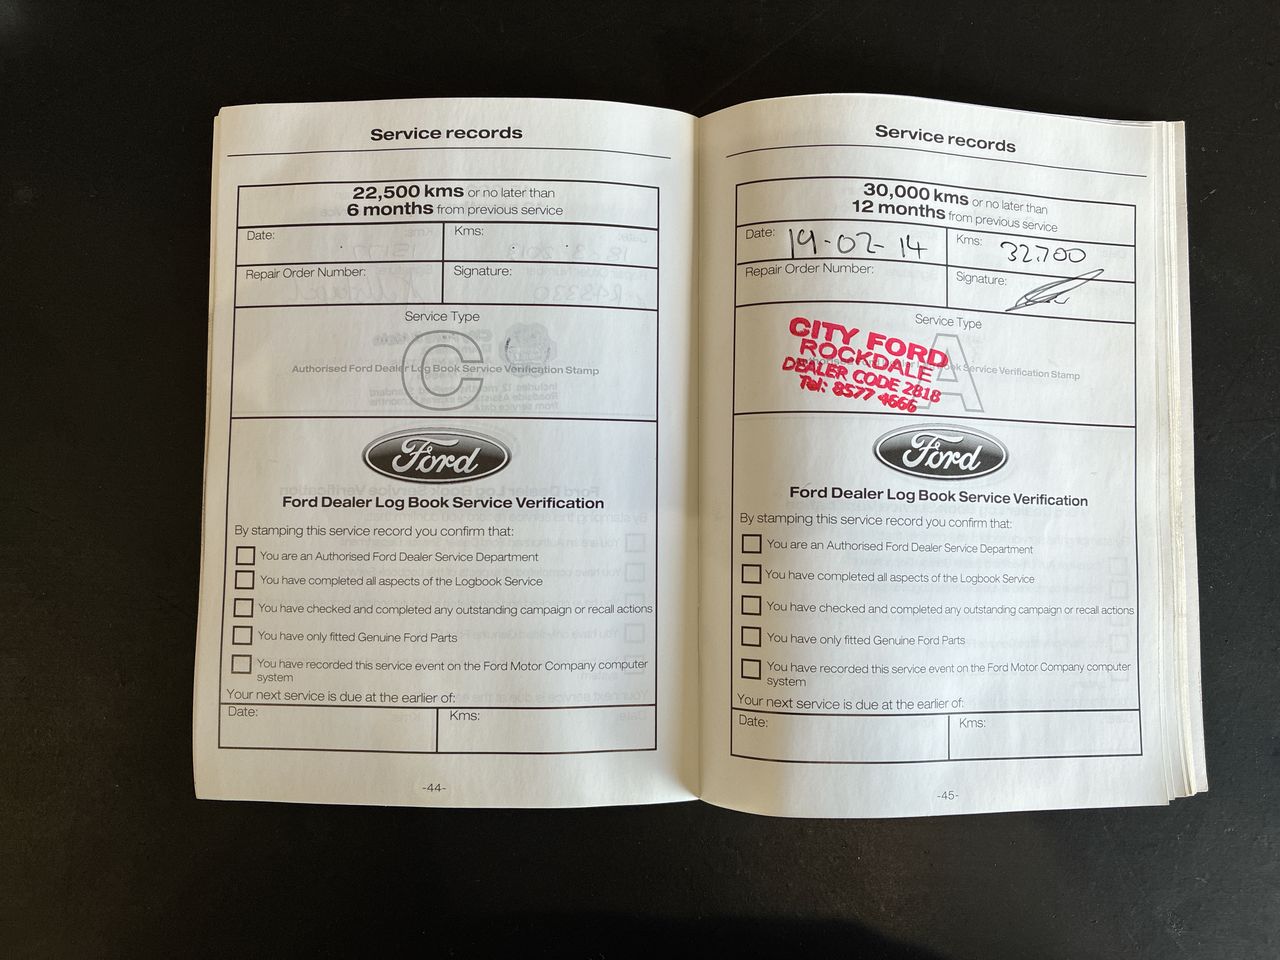 Service records
22,500 kms or no later than
6 months from previous service
Date:
Kms:
Repair Order Number:
Signature:
Service Type
C
Authorised Ford Dealer Log Book Service Verification Stamp
Ford
Ford Dealer Log Book Service Verification
By stamping this service record you confirm that:
You are an Authorised Ford Dealer Service Department
You have completed all aspects of the Logbook Service
You have checked and completed any outstanding campaign or recall actions
You have only fitted Genuine Ford Parts
You have recorded this service event on the Ford Motor Company computer
system
Your next service is due at the earlier of:
Date:
Kms:
-44-
Service records
30,000 kms or no later than
12 months from previous service
Date: 19-02-14
Kms: 32.700
Repair Order Number:
Signature:
Service Type
A
CITY FORD
ROCKDALE
DEALER CODE 2818
Tel: 8577 4666
Service Verification Stamp
Ford
Ford Dealer Log Book Service Verification
By stamping this service record you confirm that:
You are an Authorised Ford Dealer Service Department
You have completed all aspects of the Logbook Service
You have checked and completed any outstanding campaign or recall actions
You have only fitted Genuine Ford Parts
You have recorded this service event on the Ford Motor Company computer
system
Your next service is due at the earlier of:
Date:
Kms:
-45-